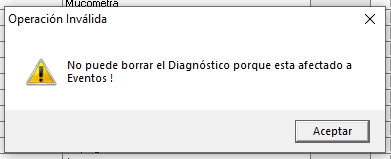 Mucometra
Operación Inválida
No puede borrar el Diagnóstico porque esta afectado a
Eventos !
Aceptar